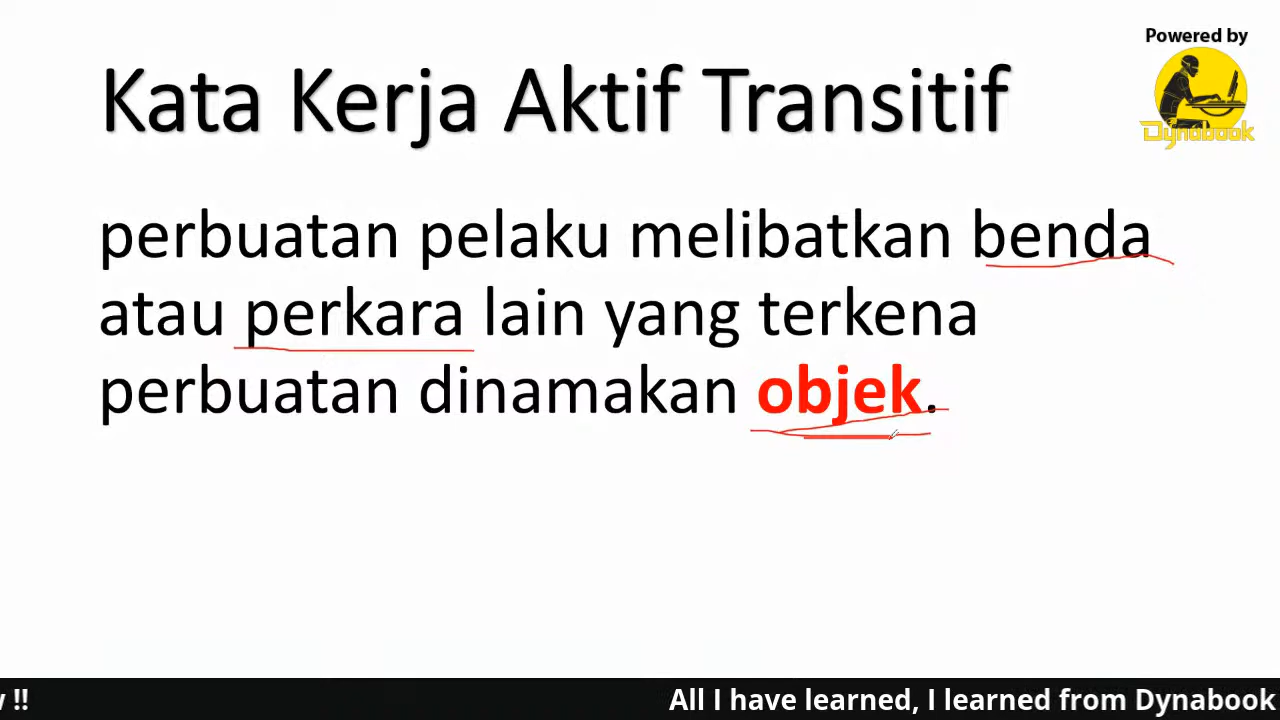 Powered by
Dynabook
Kata Kerja Aktif Transitif
perbuatan pelaku melibatkan benda
atau perkara lain yang terkena
perbuatan dinamakan objek.
!!
All I have learned, I learned from Dynabook